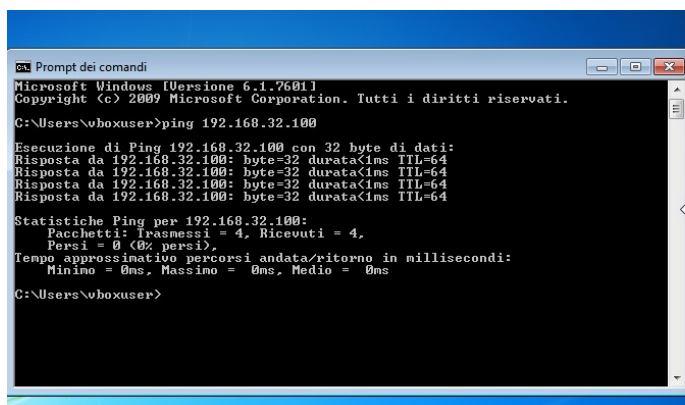 Prompt dei comandi
Microsoft Windows [Versione 6.1.7601]
Copyright (c) 2009 Microsoft Corporation. Tutti i diritti riservati.
C:\Users\vboxuser>ping 192.168.32.100
Esecuzione di Ping 192.168.32.100 con 32 byte di dati:
Risposta da 192.168.32.100: byte=32 durata<1ms TTL=64
Risposta da 192.168.32.100: byte=32 durata<1ms TTL=64
Risposta da 192.168.32.100: byte=32 durata<1ms TTL=64
Risposta da 192.168.32.100: byte=32 durata<1ms TTL=64
Statistiche Ping per 192.168.32.100:
Pacchetti: Trasmessi = 4, Ricevuti = 4,
Persi = 0 (0% persi),
Tempo approssimativo percorsi andata/ritorno in millisecondi:
Minimo = 0ms, Massimo = 0ms, Medio = 0ms
C:\Users\vboxuser>